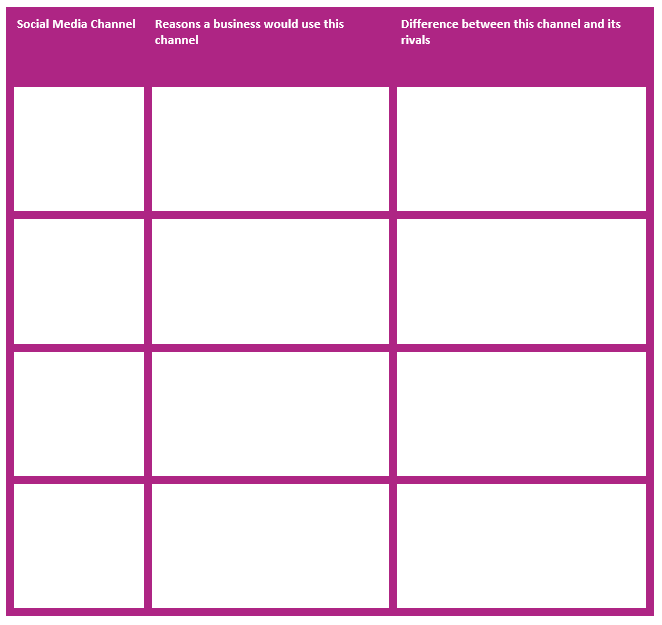 Social Media Channel
Reasons a business would use this
channel
Difference between this channel and its
rivals